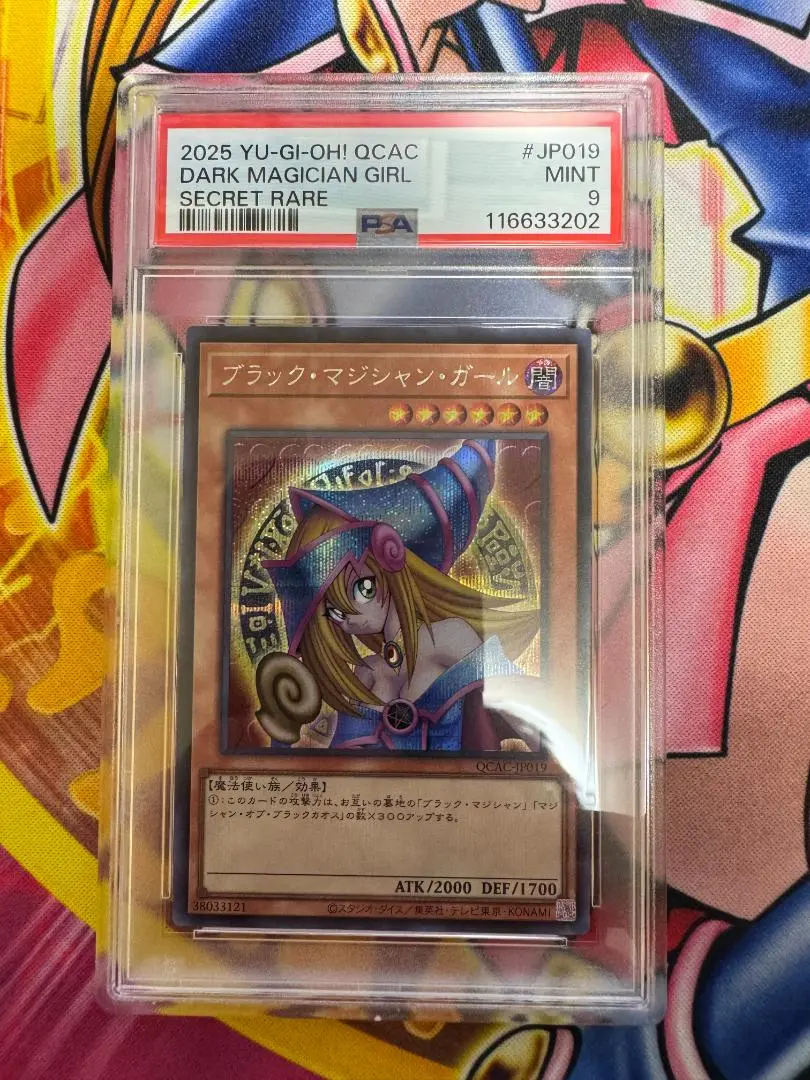 2025 YU-GI-OH! QCAC #JP019
DARK MAGICIAN GIRL MINT
SECRET RARE 9
PSA 116633202
ブラック・マジシャン・ガール 闇
QCAC-JP019
【魔法使い族/効果】
①:このカードの攻撃力は、お互いの墓地の「ブラック・マジシャン」「マジ
シャン・オブ・ブラックカオス」の数×300アップする。
ATK/2000 DEF/1700
38033121 ©スタジオ・ダイス/集英社・テレビ東京・KONAMI